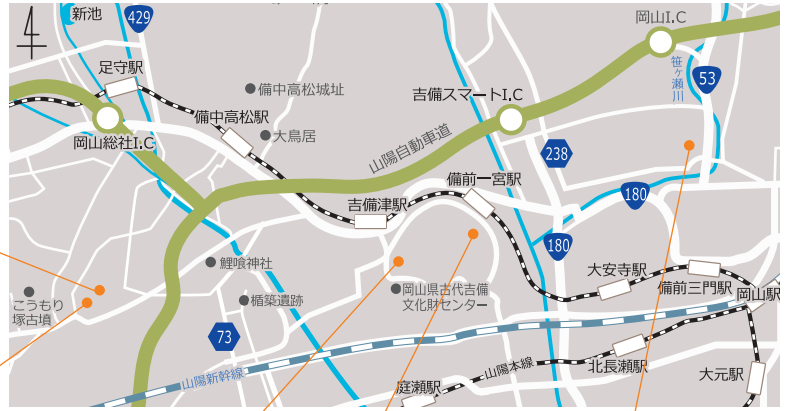 新池
429
岡山I.C
足守駅
笹ヶ瀬川
53
備中高松城址
吉備スマートI.C
備中高松駅
大鳥居
岡山総社I.C
山陽自動車道
238
備前一宮駅
180
吉備津駅
180
鯉喰神社
大安寺駅
備前三門駅
岡山駅
こうもり
塚古墳
楯築遺跡
岡山県古代吉備
文化財センター
73
山陽新幹線
山陽本線
北長瀬駅
大元駅
庭瀬駅